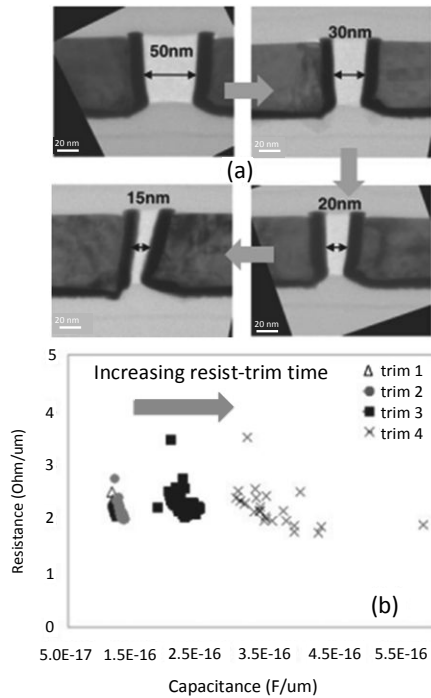 50nm
30nm
20 nm
20 nm
(a)
15nm
20nm
20 nm
20 nm
Increasing resist-trim time
trim 1
trim 2
trim 3
trim 4
5
4
3
2
1
0
Resistance (Ohm/um)
(b)
5.0E-17 1.5E-16 2.5E-16 3.5E-16 4.5E-16 5.5E-16
Capacitance (F/um)